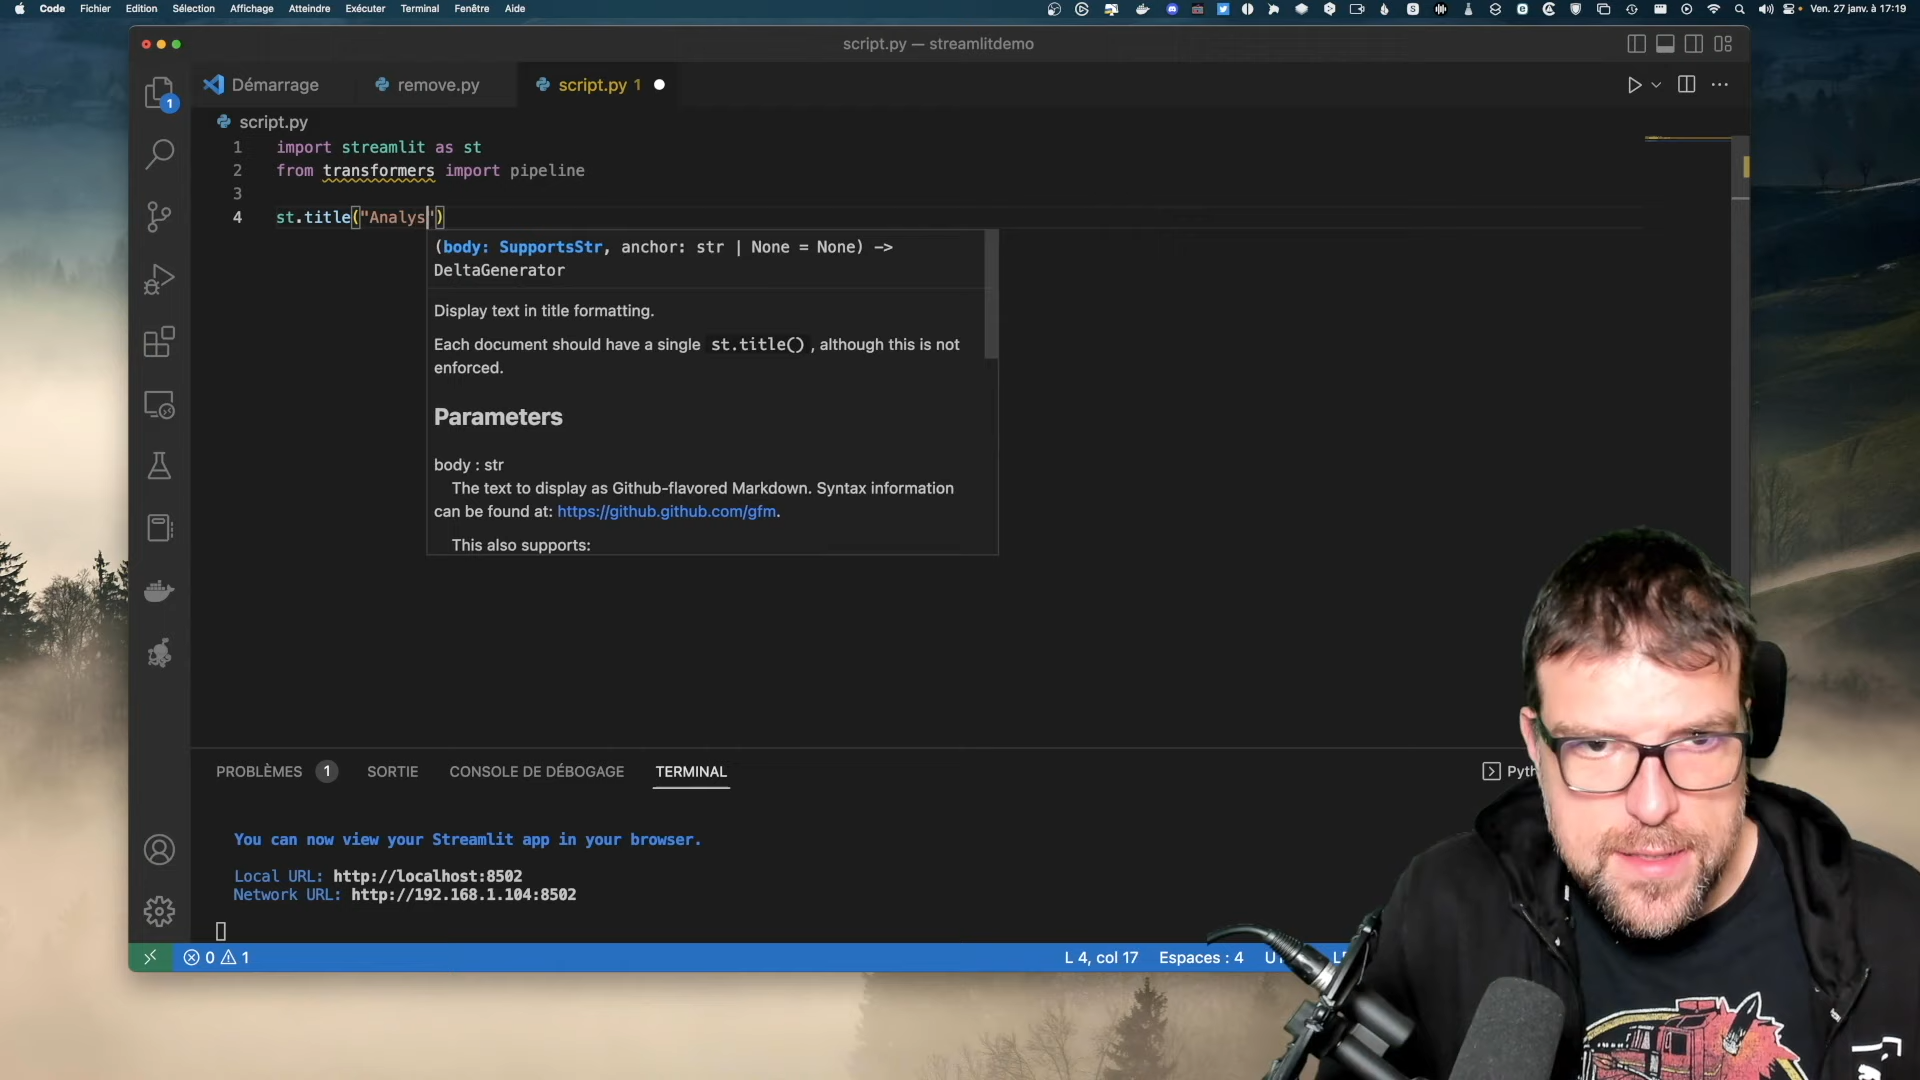 Code Fichier Edition Sélection Affichage Atteindre Exécuter Terminal Fenêtre Aide
Ven. 27 janv. à 17:19
script.py — streamlitdemo
1
Démarrage
remove.py
script.py 1
script.py
1 import streamlit as st
2 from transformers import pipeline
3
4 st.title("Analys")
(body: SupportsStr, anchor: str | None = None) ->
DeltaGenerator
Display text in title formatting.
Each document should have a single st.title() , although this is not
enforced.
Parameters
body : str
The text to display as Github-flavored Markdown. Syntax information
can be found at: https://github.github.com/gfm.
This also supports:
PROBLÈMES 1 SORTIE CONSOLE DE DÉBOGAGE TERMINAL
You can now view your Streamlit app in your browser.
Local URL: http://localhost:8502
Network URL: http://192.168.1.104:8502
0 1
L 4, col 17 Espaces : 4